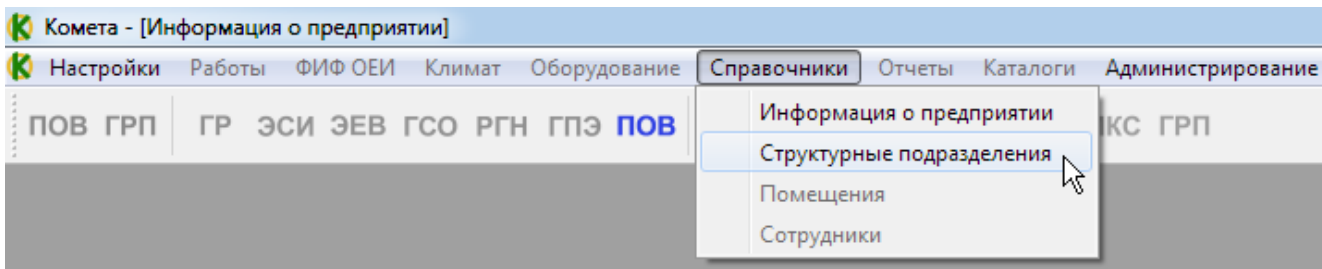 Комета - [Информация о предприятии]
Настройки Работы ФИФ ОЕИ Климат Оборудование Справочники Отчеты Каталоги Администрирование
ПОВ ГРП ГР ЭСИ ЭЕВ ГСО РГН ГПЭ ПОВ КС ГРП
Информация о предприятии
Структурные подразделения
Помещения
Сотрудники